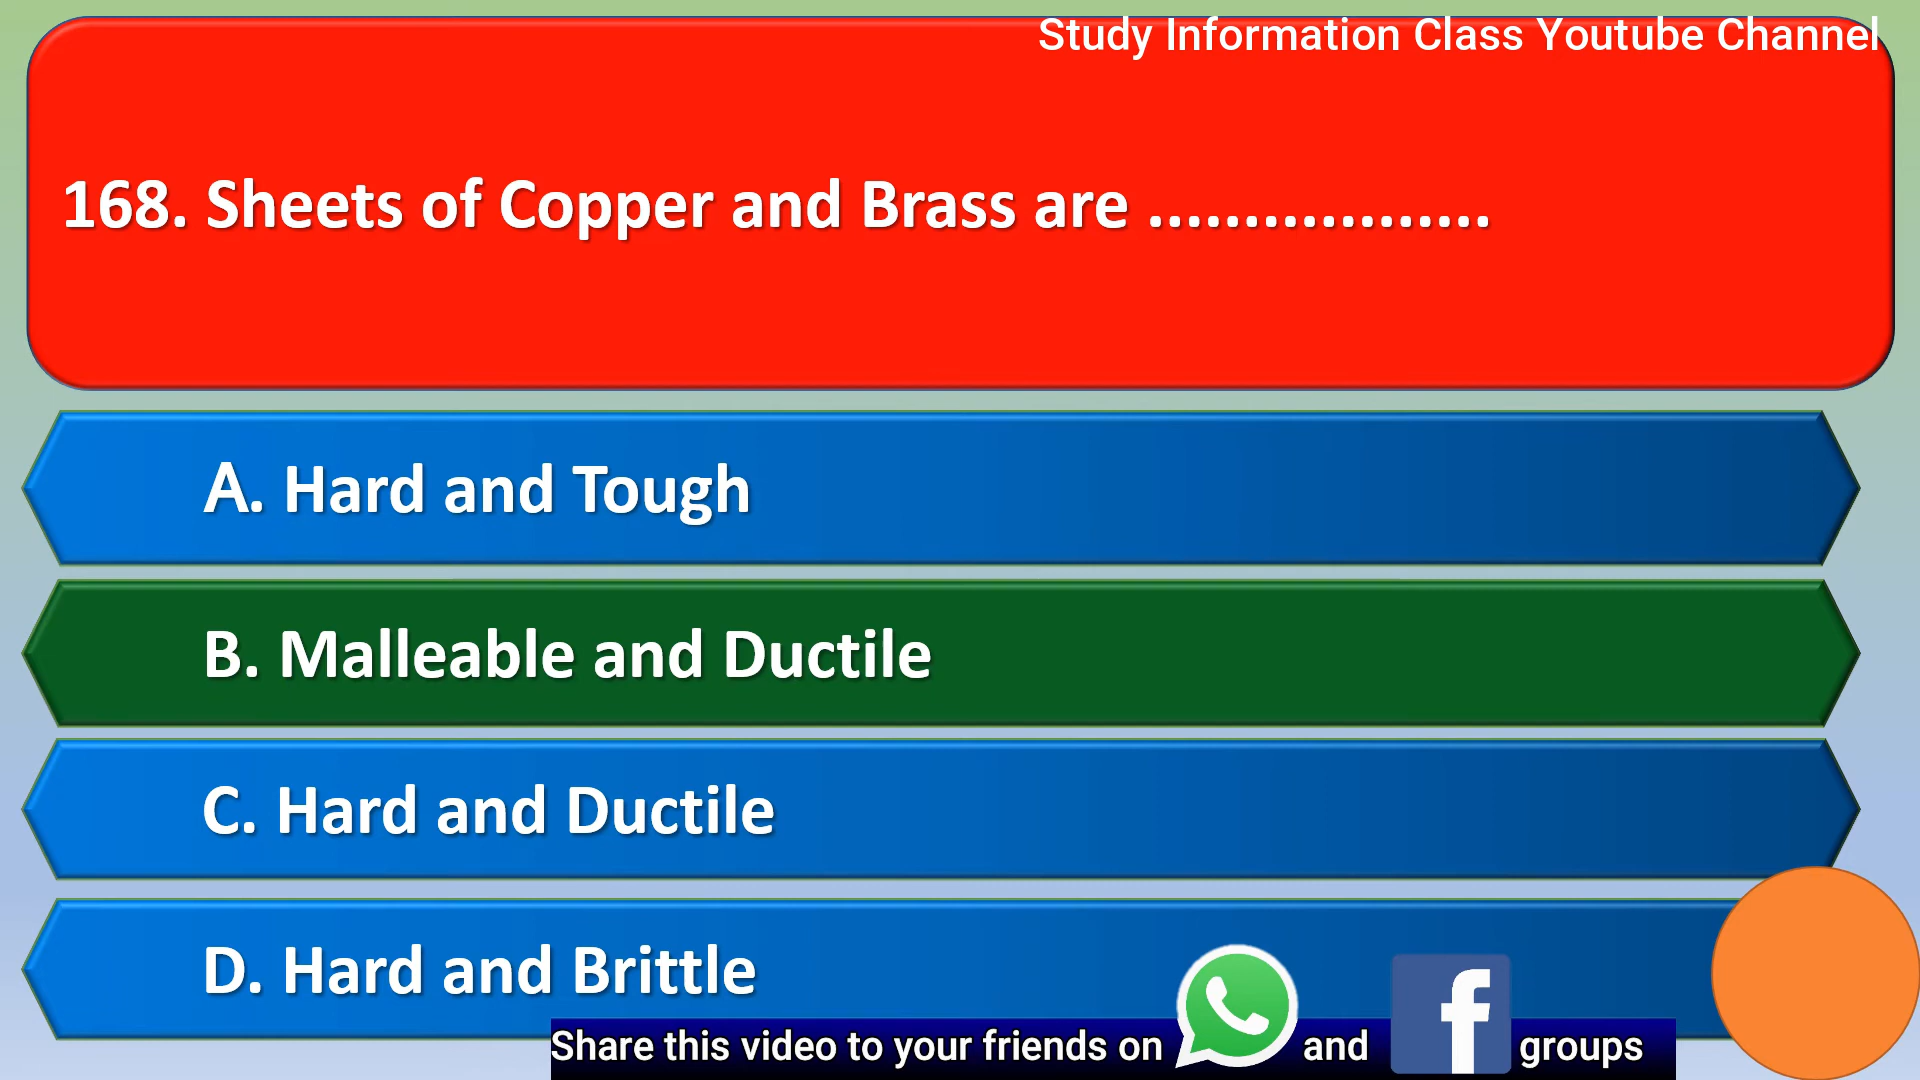 Study Information Class Youtube Channel
168. Sheets of Copper and Brass are ..................
A. Hard and Tough
B. Malleable and Ductile
C. Hard and Ductile
D. Hard and Brittle
Share this video to your friends on and f groups